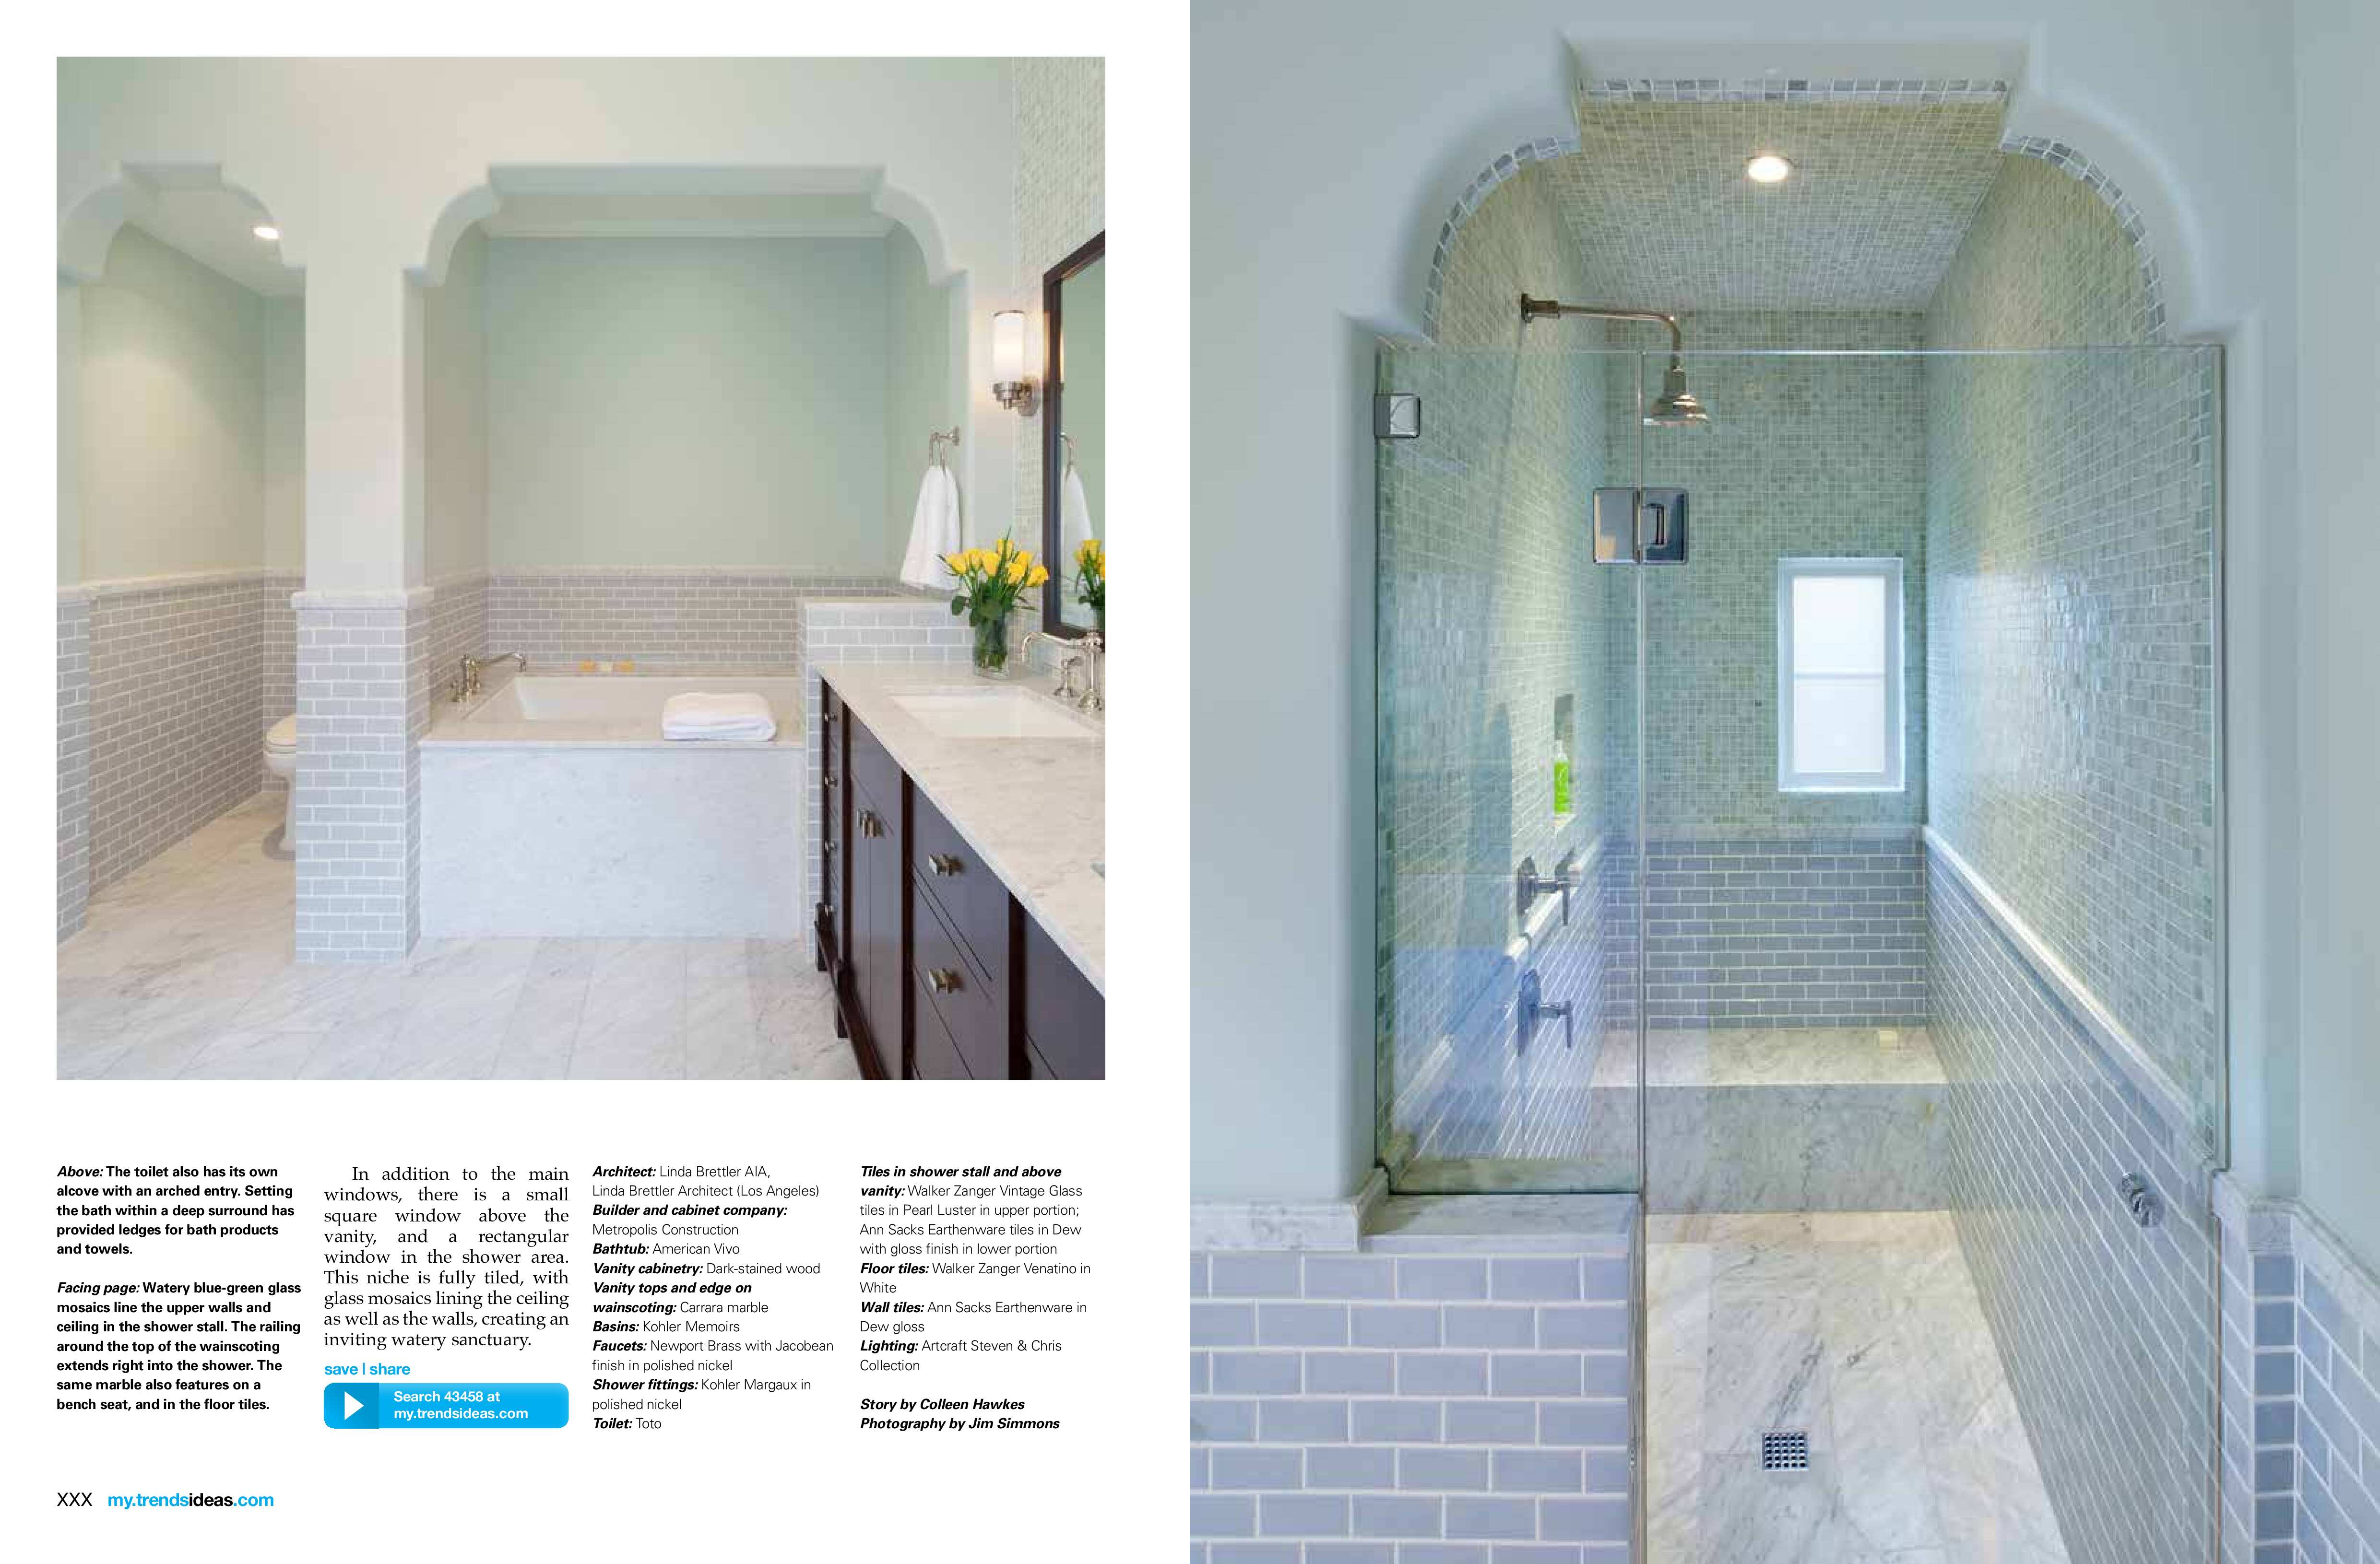 Above: The toilet also has its own
alcove with an arched entry. Setting
the bath within a deep surround has
provided ledges for bath products
and towels.
Facing page: Watery blue-green glass
mosaics line the upper walls and
ceiling in the shower stall. The railing
around the top of the wainscoting
extends right into the shower. The
same marble also features on a
bench seat, and in the floor tiles.
In addition to the main
windows, there is a small
square window above the
vanity, and a rectangular
window in the shower area.
This niche is fully tiled, with
glass mosaics lining the ceiling
as well as the walls, creating an
inviting watery sanctuary.
save | share
Search 43458 at
my.trendsideas.com
Architect: Linda Brettler AIA,
Linda Brettler Architect (Los Angeles)
Builder and cabinet company:
Metropolis Construction
Bathtub: American Vivo
Vanity cabinetry: Dark-stained wood
Vanity tops and edge on
wainscoting: Carrara marble
Basins: Kohler Memoirs
Faucets: Newport Brass with Jacobean
finish in polished nickel
Shower fittings: Kohler Margaux in
polished nickel
Toilet: Toto
Tiles in shower stall and above
vanity: Walker Zanger Vintage Glass
tiles in Pearl Luster in upper portion;
Ann Sacks Earthenware tiles in Dew
with gloss finish in lower portion
Floor tiles: Walker Zanger Venatino in
White
Wall tiles: Ann Sacks Earthenware in
Dew gloss
Lighting: Artcraft Steven & Chris
Collection
Story by Colleen Hawkes
Photography by Jim Simmons
XXX my.trendsideas.com